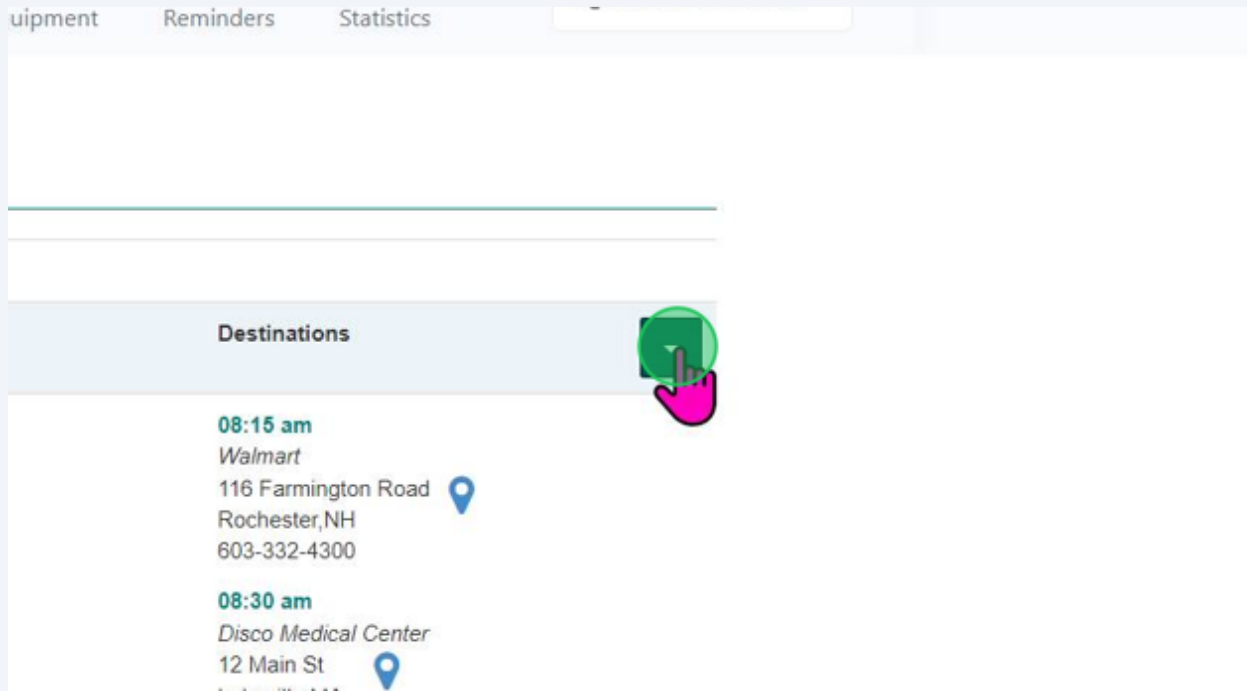 uipment Reminders Statistics
Destinations
08:15 am
Walmart
116 Farmington Road
Rochester,NH
603-332-4300
08:30 am
Disco Medical Center
12 Main St